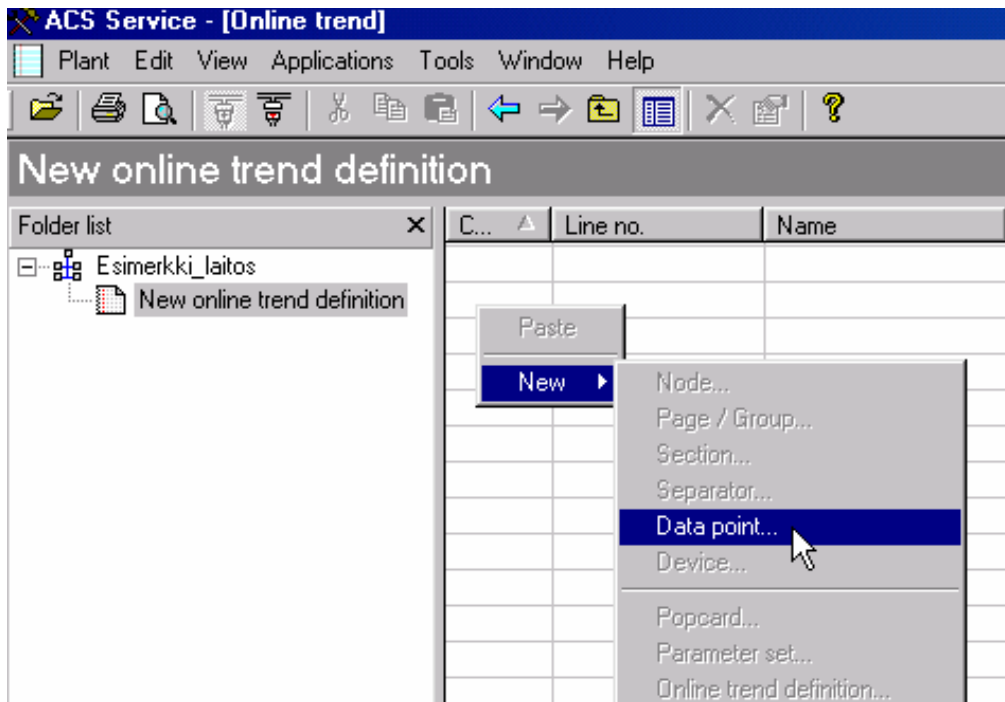 ACS Service - [Online trend]
Plant Edit View Applications Tools Window Help
New online trend definition
Folder list
C... Line no. Name
Esimerkki_laitos
New online trend definition
Paste
New
Node...
Page / Group...
Section...
Separator...
Data point...
Device...
Popcard...
Parameter set...
Online trend definition...